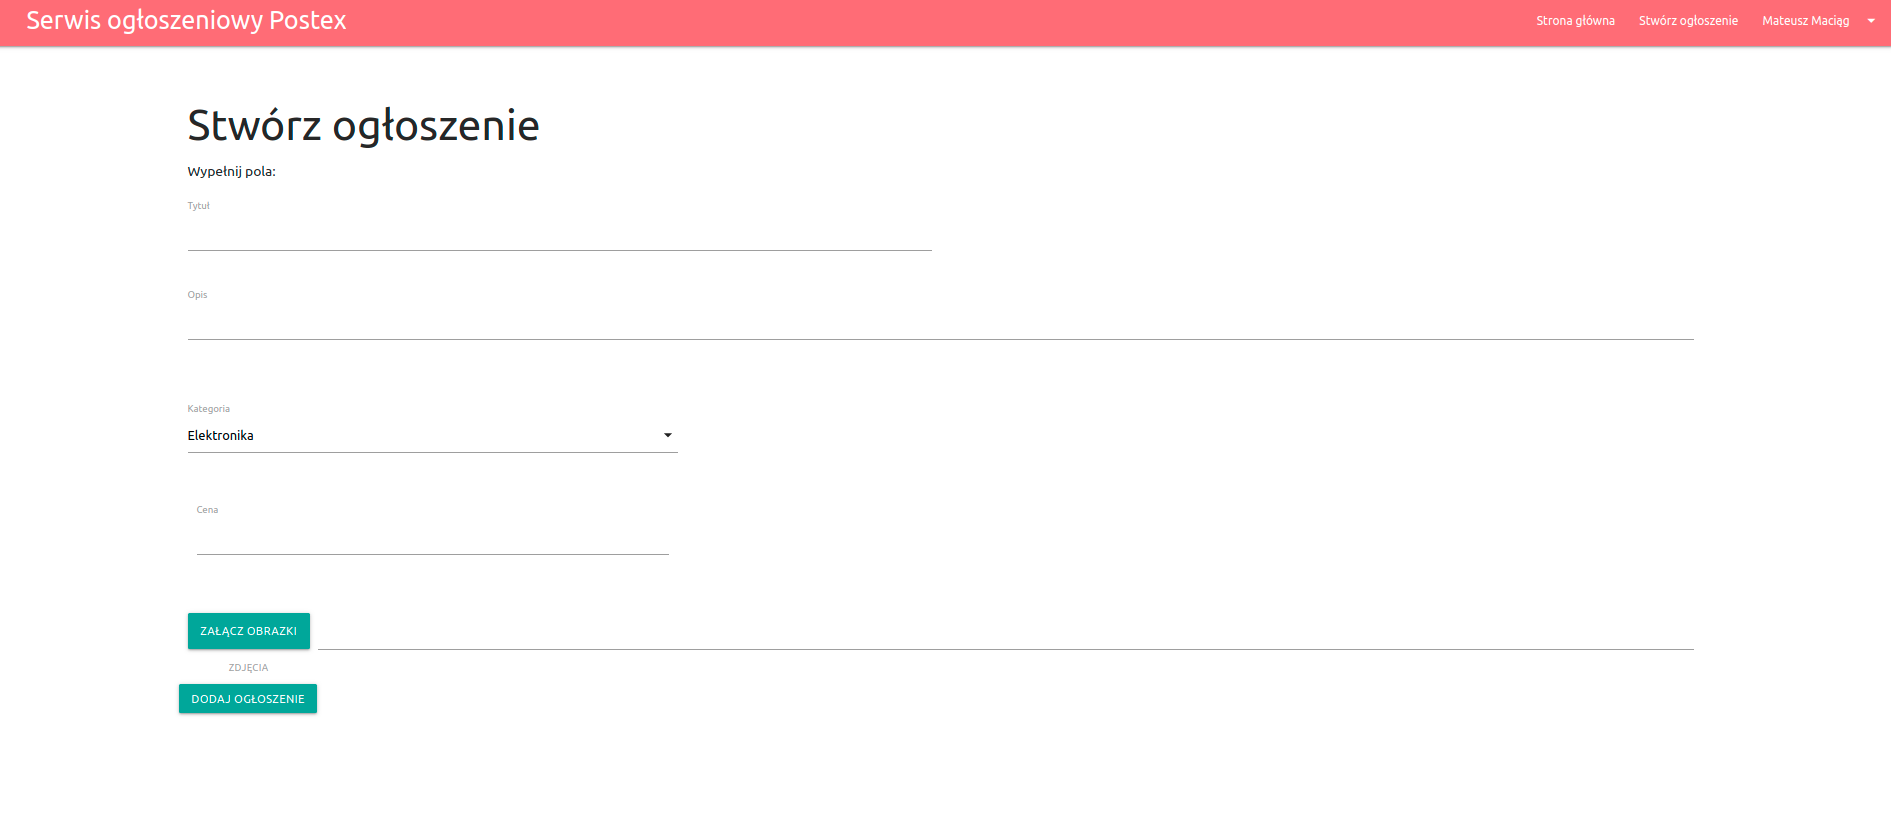 Serwis ogłoszeniowy Postex
Strona główna Stwórz ogłoszenie Mateusz Maciąg
Stwórz ogłoszenie
Wypełnij pola:
Tytuł
Opis
Kategoria
Elektronika
Cena
ZAŁĄCZ OBRAZKI
ZDJĘCIA
DODAJ OGŁOSZENIE